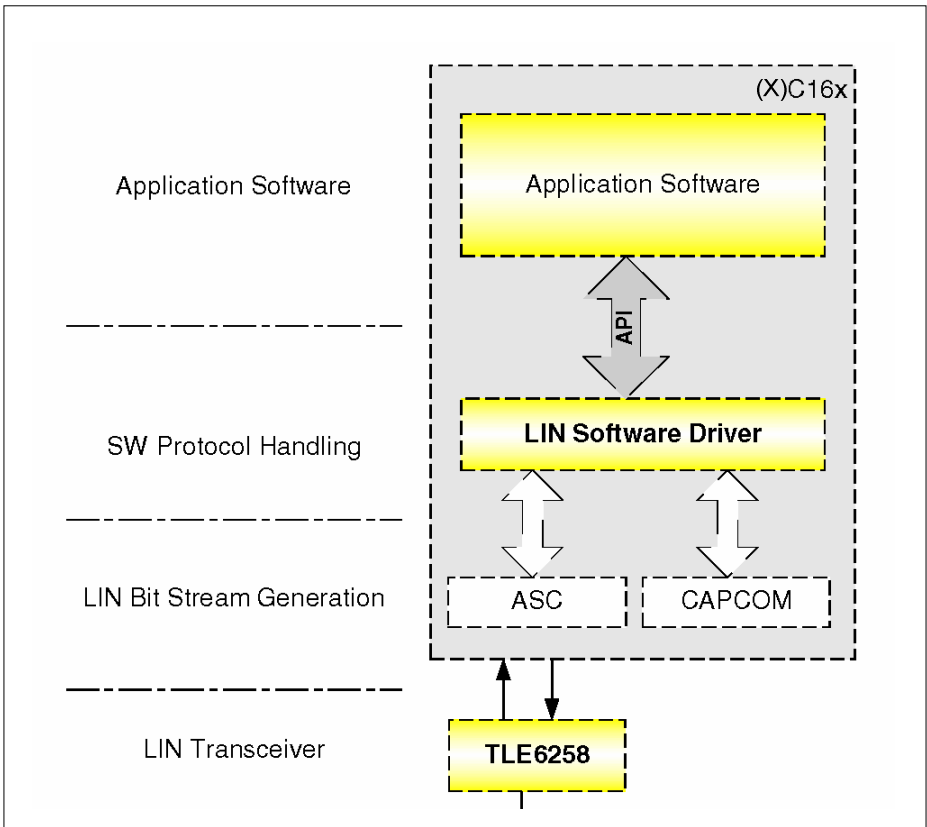 (X)C16x
Application Software
Application Software
API
SW Protocol Handling
LIN Software Driver
LIN Bit Stream Generation
ASC
CAPCOM
LIN Transceiver
TLE6258